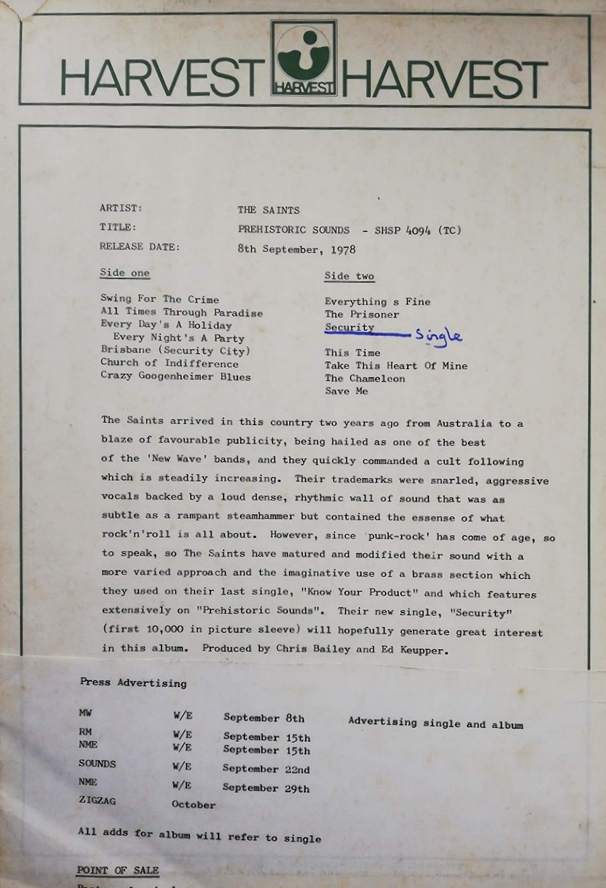 HARVEST HARVEST HARVEST
ARTIST: THE SAINTS
TITLE: PREHISTORIC SOUNDS - SHSP 4094 (TC)
RELEASE DATE: 8th September, 1978
Side one
Swing For The Crime
All Times Through Paradise
Every Day's A Holiday
Every Night's A Party
Brisbane (Security City)
Church of Indifference
Crazy Googenheimer Blues
Side two
Everything s Fine
The Prisoner
Security Single
This Time
Take This Heart Of Mine
The Chameleon
Save Me
The Saints arrived in this country two years ago from Australia to a
blaze of favourable publicity, being hailed as one of the best
of the 'New Wave' bands, and they quickly commanded a cult following
which is steadily increasing. Their trademarks were snarled, aggressive
vocals backed by a loud dense, rhythmic wall of sound that was as
subtle as a rampant steamhammer but contained the essense of what
rock'n'roll is all about. However, since 'punk-rock' has come of age, so
to speak, so The Saints have matured and modified their sound with a
more varied approach and the imaginative use of a brass section which
they used on their last single, "Know Your Product" and which features
extensively on "Prehistoric Sounds". Their new single, "Security"
(first 10,000 in picture sleeve) will hopefully generate great interest
in this album. Produced by Chris Bailey and Ed Keupper.
Press Advertising
MW W/E September 8th Advertising single and album
RM W/E September 15th
NME W/E September 15th
SOUNDS W/E September 22nd
NME W/E September 29th
ZIGZAG October
All adds for album will refer to single
POINT OF SALE